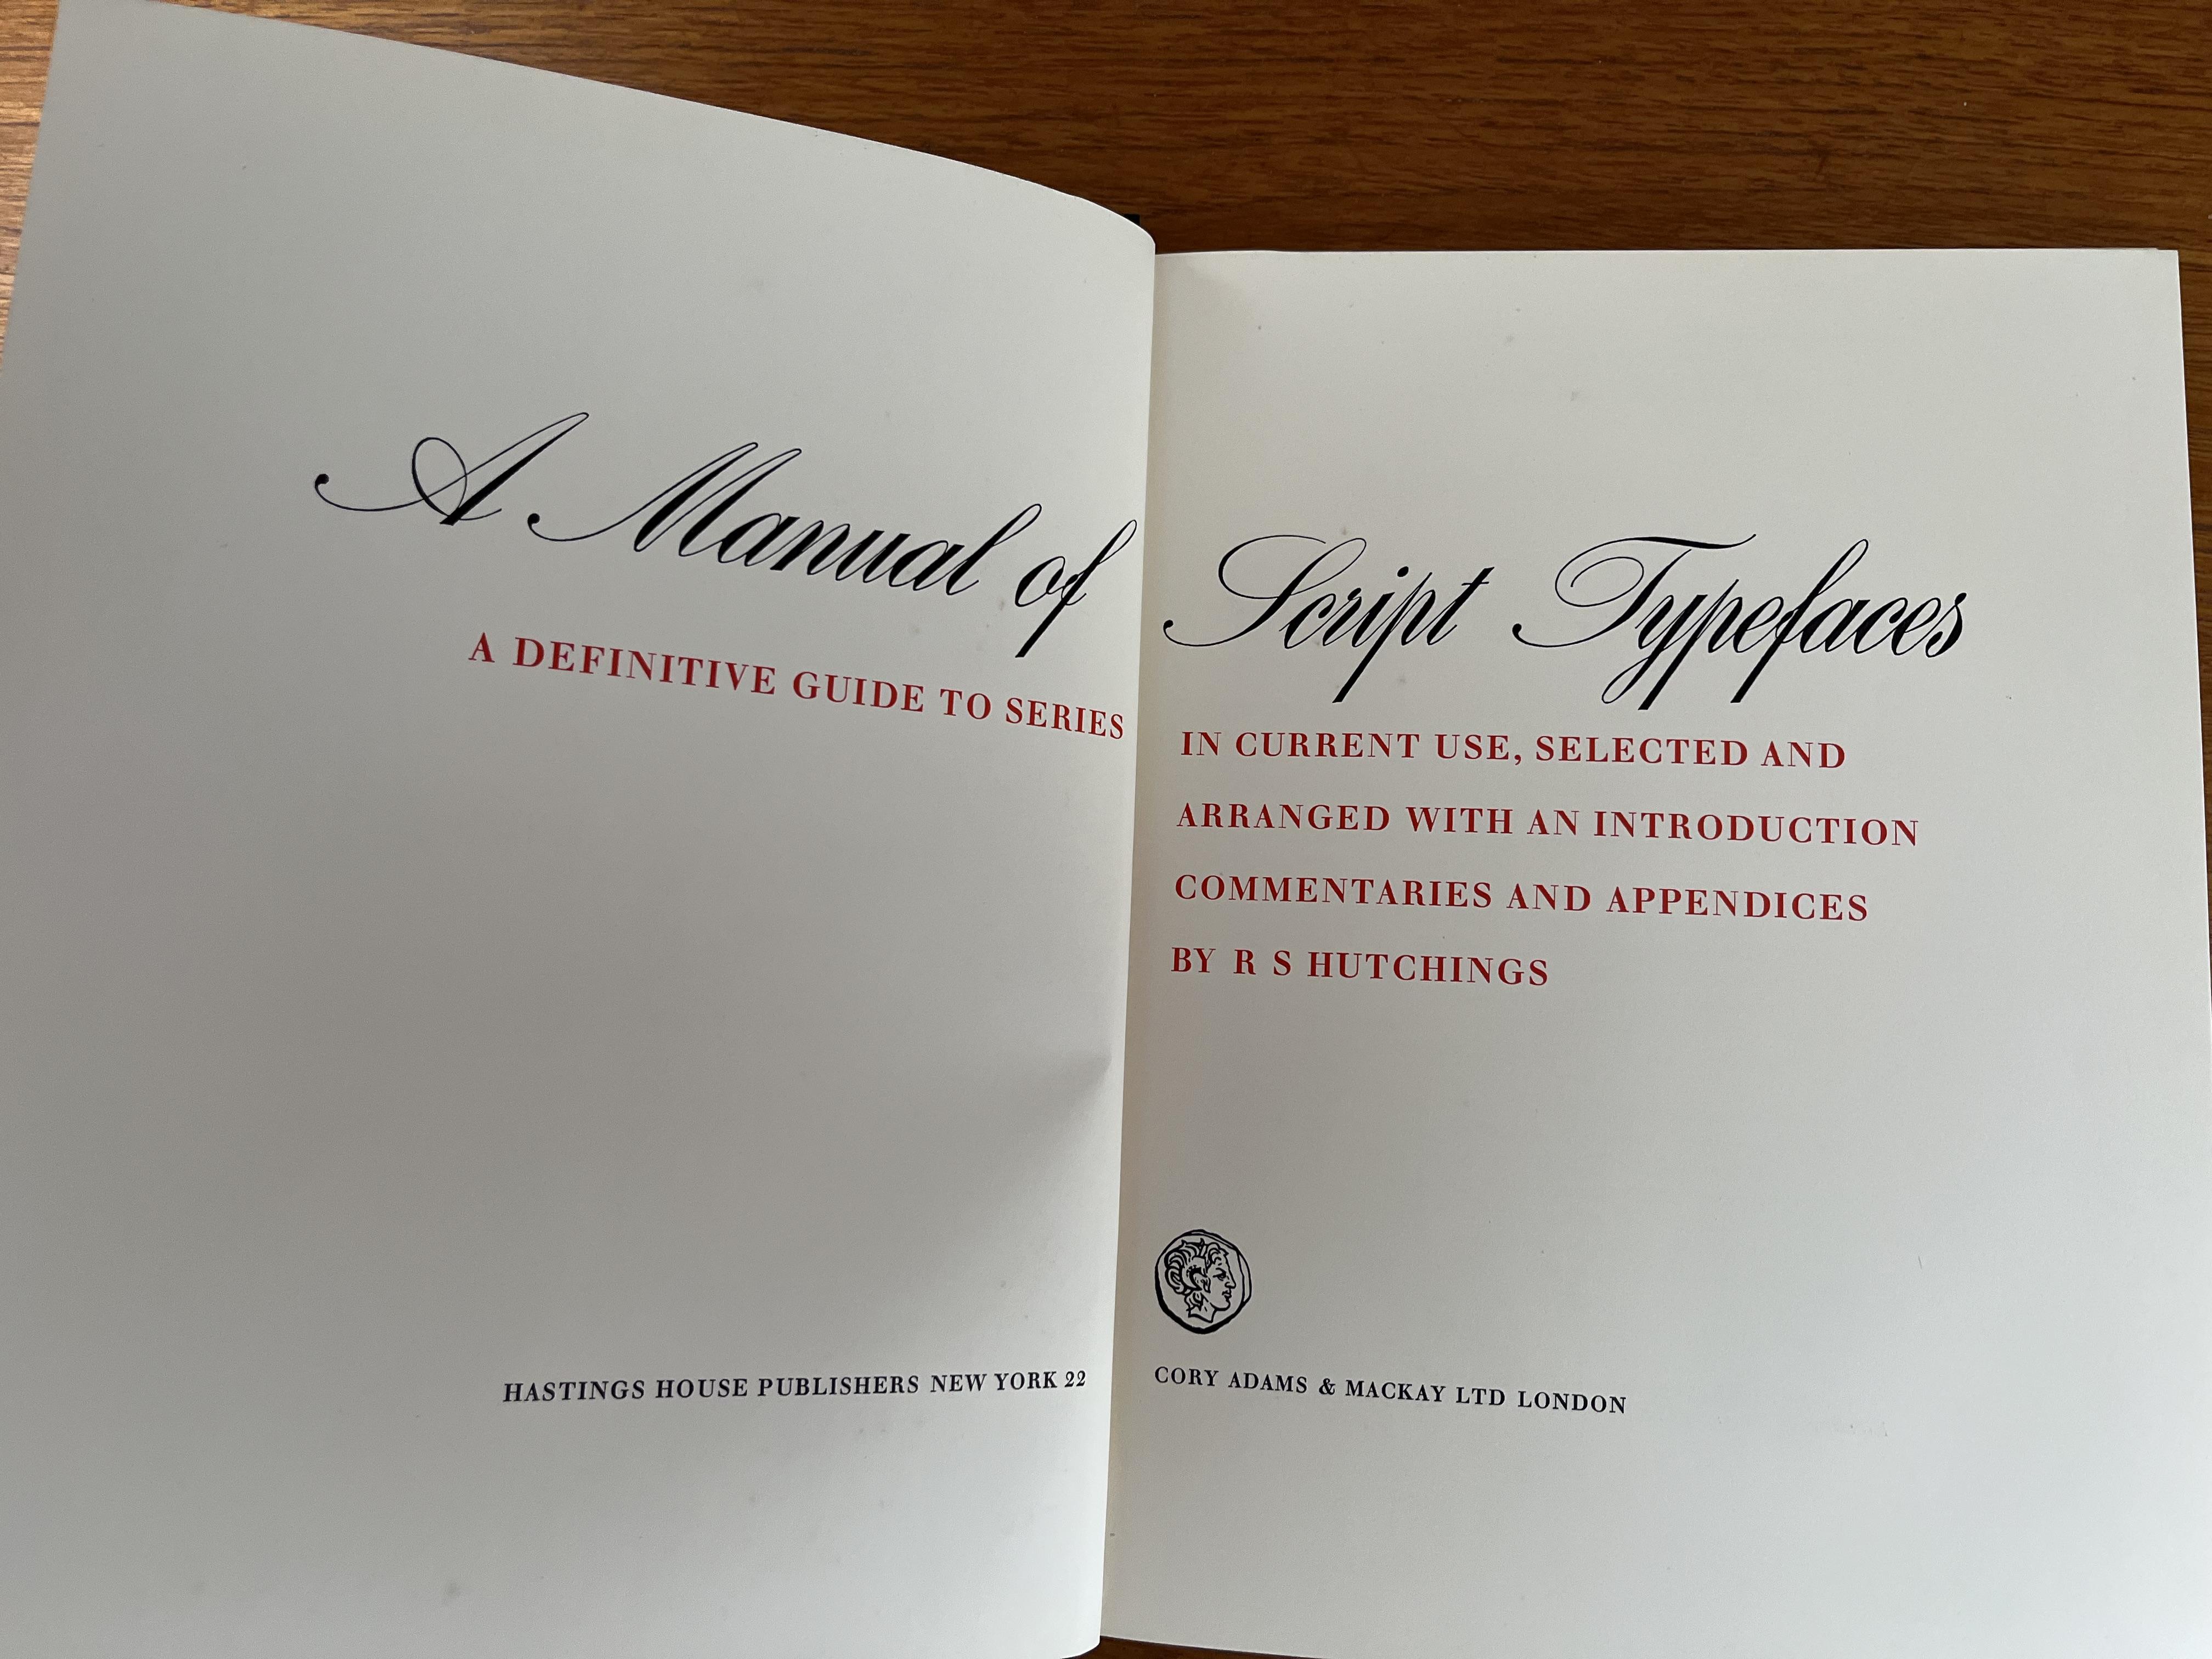 A Manual of Script Typefaces
A DEFINITIVE GUIDE TO SERIES IN CURRENT USE, SELECTED AND
ARRANGED WITH AN INTRODUCTION
COMMENTARIES AND APPENDICES
BY R S HUTCHINGS
HASTINGS HOUSE PUBLISHERS NEW YORK 22
CORY ADAMS & MACKAY LTD LONDON